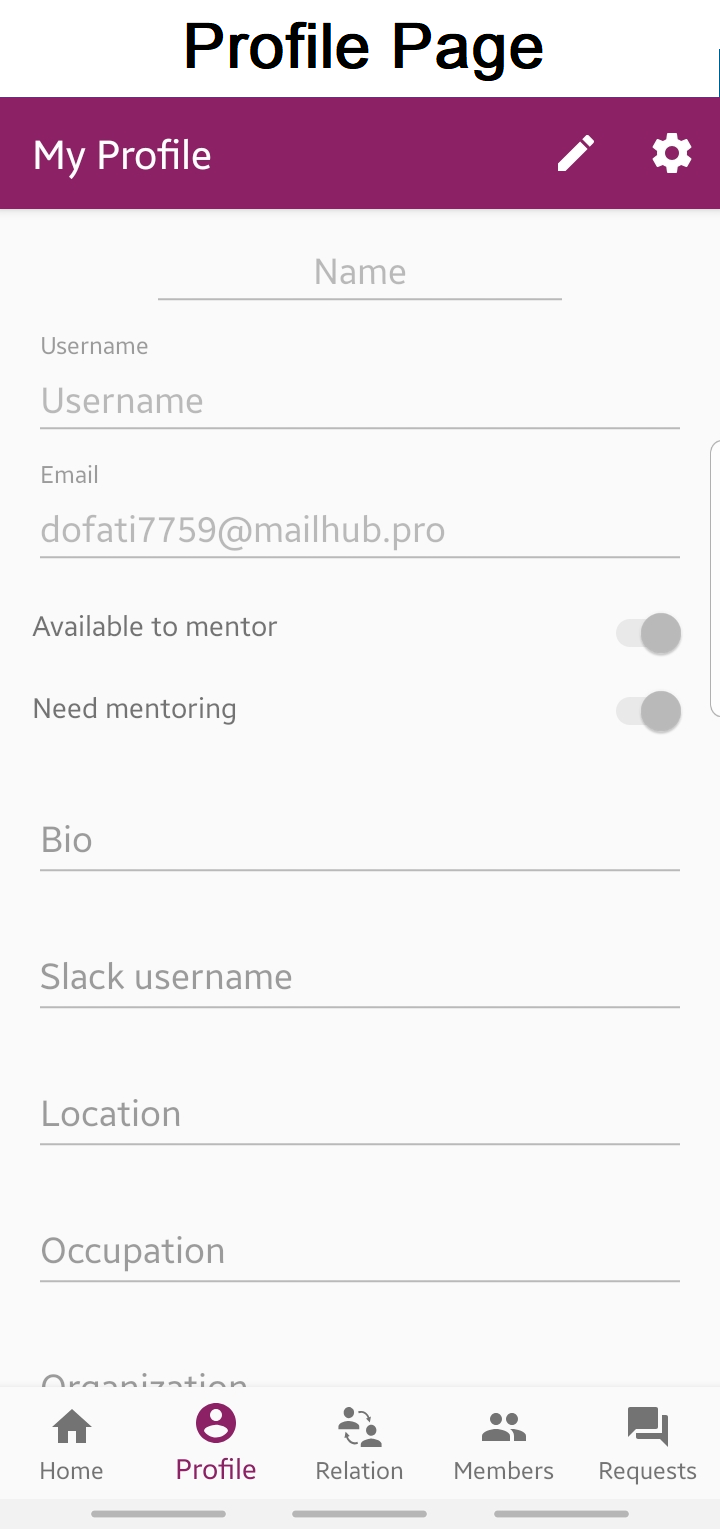 Profile Page
My Profile
Name
Username
Username
Email
dofati7759@mailhub.pro
Available to mentor
Need mentoring
Bio
Slack username
Location
Occupation
Organization
Home
Profile
Relation
Members
Requests